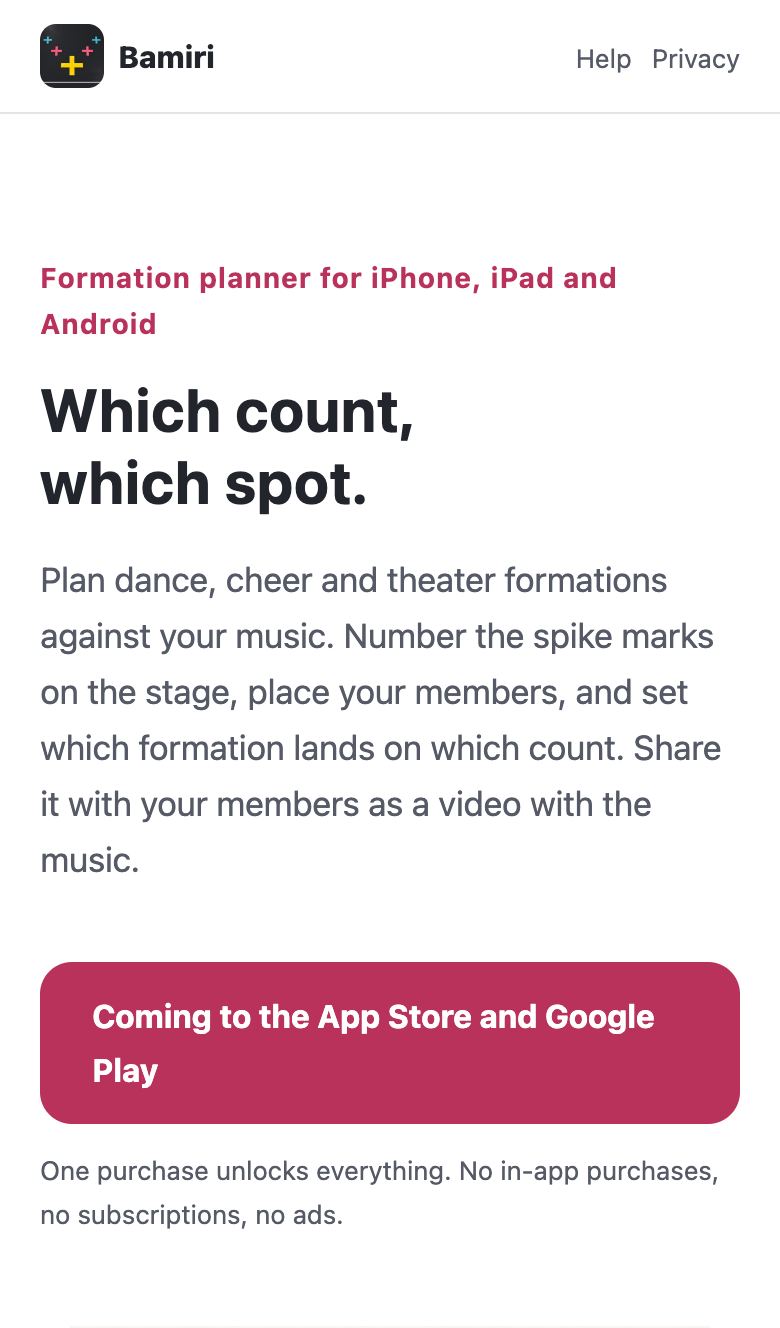 Bamiri
Help Privacy
Formation planner for iPhone, iPad and
Android
Which count,
which spot.
Plan dance, cheer and theater formations
against your music. Number the spike marks
on the stage, place your members, and set
which formation lands on which count. Share
it with your members as a video with the
music.
Coming to the App Store and Google
Play
One purchase unlocks everything. No in-app purchases,
no subscriptions, no ads.